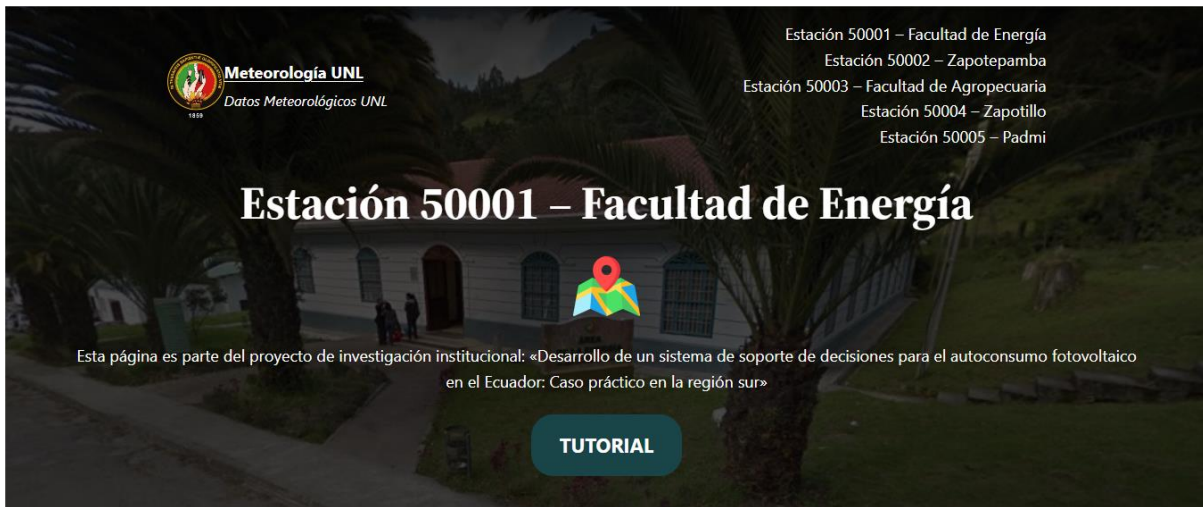 Meteorología UNL
Datos Meteorológicos UNL
1859
Estación 50001 – Facultad de Energía
Estación 50002 – Zapotepamba
Estación 50003 – Facultad de Agropecuaria
Estación 50004 – Zapotillo
Estación 50005 – Padmi
Estación 50001 – Facultad de Energía
Esta página es parte del proyecto de investigación institucional: «Desarrollo de un sistema de soporte de decisiones para el autoconsumo fotovoltaico
en el Ecuador: Caso práctico en la región sur»
TUTORIAL